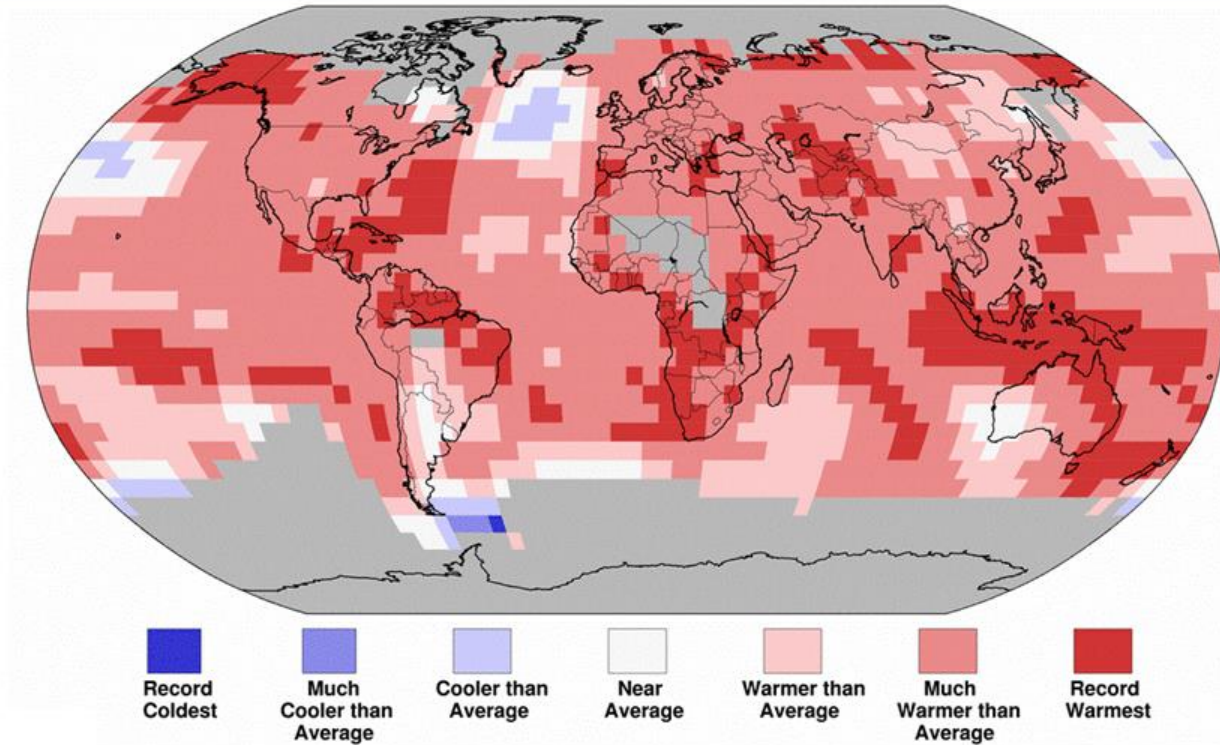 Record
Coldest
Much
Cooler than
Average
Cooler than
Average
Near
Average
Warmer than
Average
Much
Warmer than
Average
Record
Warmest